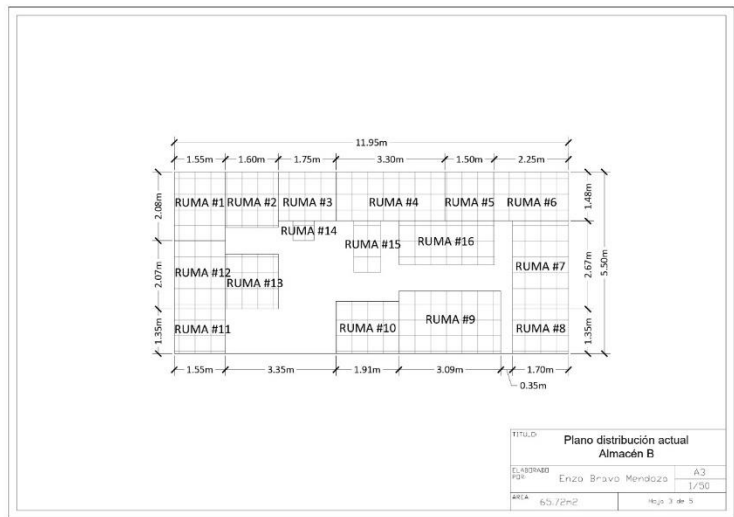 11.95m
1.55m 1.60m 1.75m 3.30m 1.50m 2.25m
2.08m
1.48m
RUMA #1 RUMA #2 RUMA #3 RUMA #4 RUMA #5 RUMA #6
RUMA #14
RUMA #15
RUMA #16
2.07m
2.67m
5.50m
RUMA #12
RUMA #13
RUMA #7
1.35m
1.35m
RUMA #11
RUMA #10
RUMA #9
RUMA #8
1.55m 3.35m 1.91m 3.09m 1.70m
0.35m
TITULO:
Plano distribución actual
Almacén B
ELABORADO
POR:
Enzo Bravo Mendoza
A3
1/50
AREA
65.72m2
Hoja 3 de 5